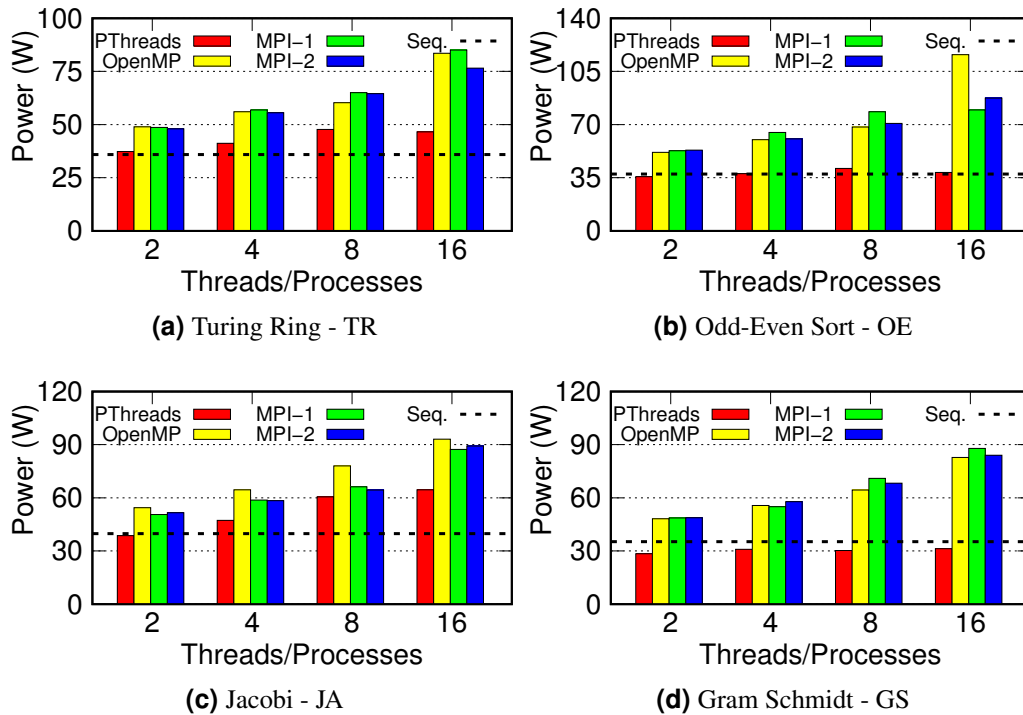 100
75
50
25
0
Power (W)
PThreads
OpenMP
MPI-1
MPI-2
Seq.
2 4 8 16
Threads/Processes
(a) Turing Ring - TR
140
105
70
35
0
Power (W)
PThreads
OpenMP
MPI-1
MPI-2
Seq.
2 4 8 16
Threads/Processes
(b) Odd-Even Sort - OE
120
90
60
30
0
Power (W)
PThreads
OpenMP
MPI-1
MPI-2
Seq.
2 4 8 16
Threads/Processes
(c) Jacobi - JA
120
90
60
30
0
Power (W)
PThreads
OpenMP
MPI-1
MPI-2
Seq.
2 4 8 16
Threads/Processes
(d) Gram Schmidt - GS